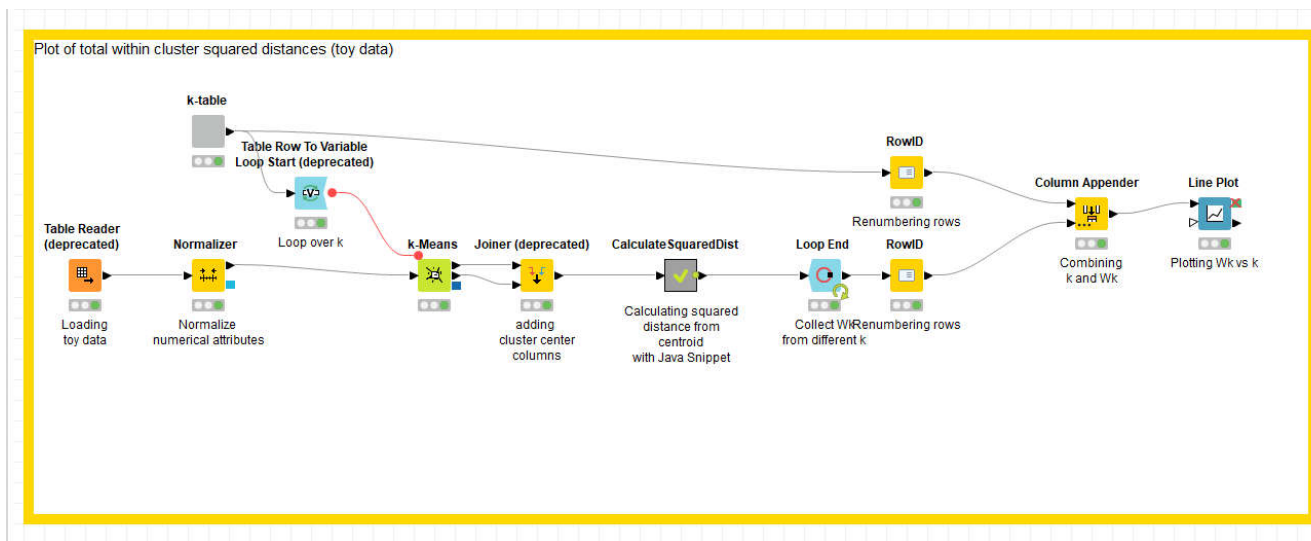 Plot of total within cluster squared distances (toy data)
k-table
Table Row To Variable
Loop Start (deprecated)
Loop over k
RowID
Renumbering rows
Column Appender
Combining
k and Wk
Line Plot
Plotting Wk vs k
Table Reader
(deprecated)
Loading
toy data
Normalizer
Normalize
numerical attributes
k-Means
Joiner (deprecated)
adding
cluster center
columns
CalculateSquaredDist
Calculating squared
distance from
centroid
with Java Snippet
Loop End
Collect Wk
from different k
RowID
Renumbering rows